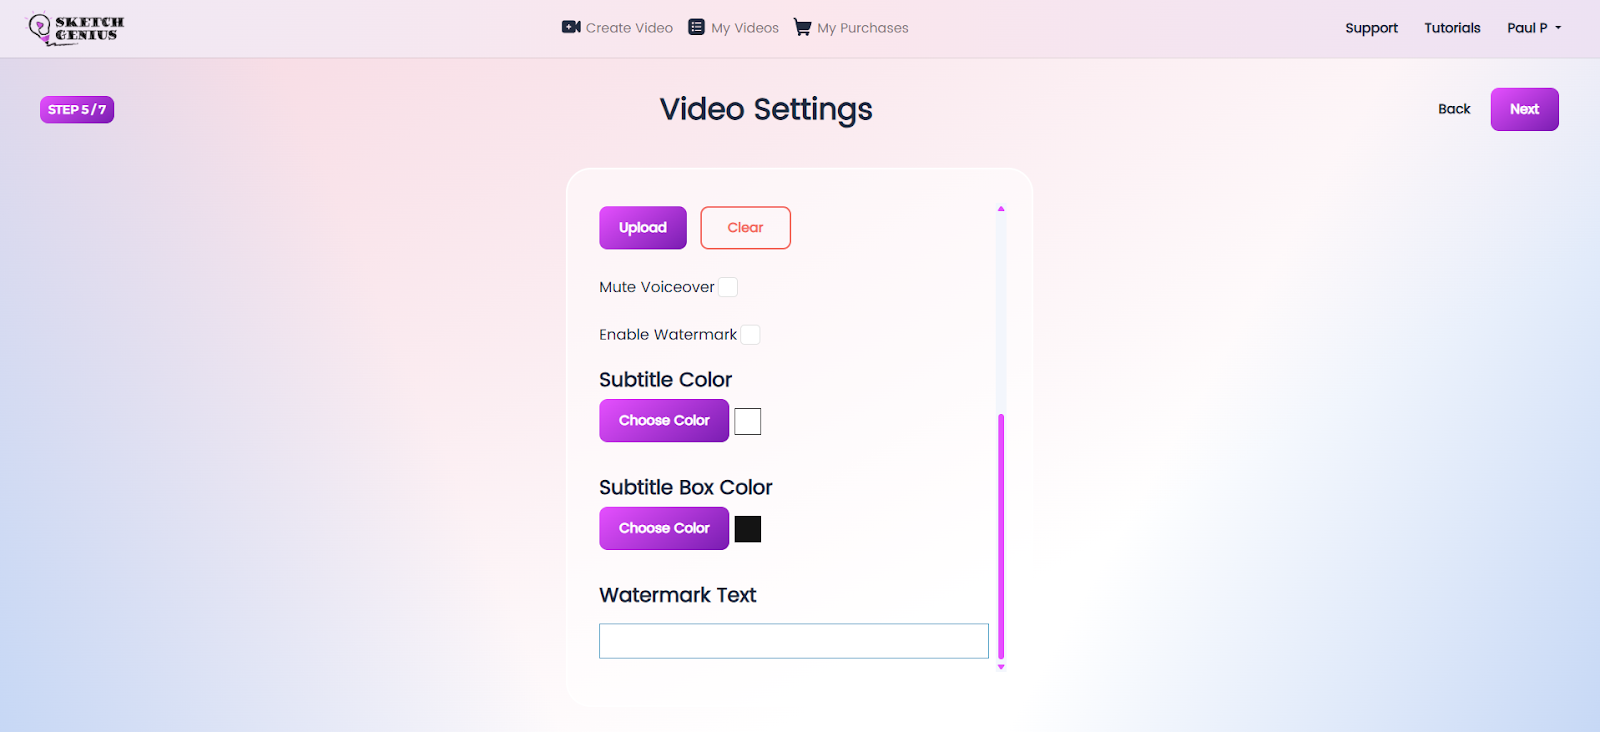 SKETCH
GENIUS
Create Video
My Videos
My Purchases
Support
Tutorials
Paul P
STEP 5 / 7
Video Settings
Back
Next
Upload
Clear
Mute Voiceover
Enable Watermark
Subtitle Color
Choose Color
Subtitle Box Color
Choose Color
Watermark Text